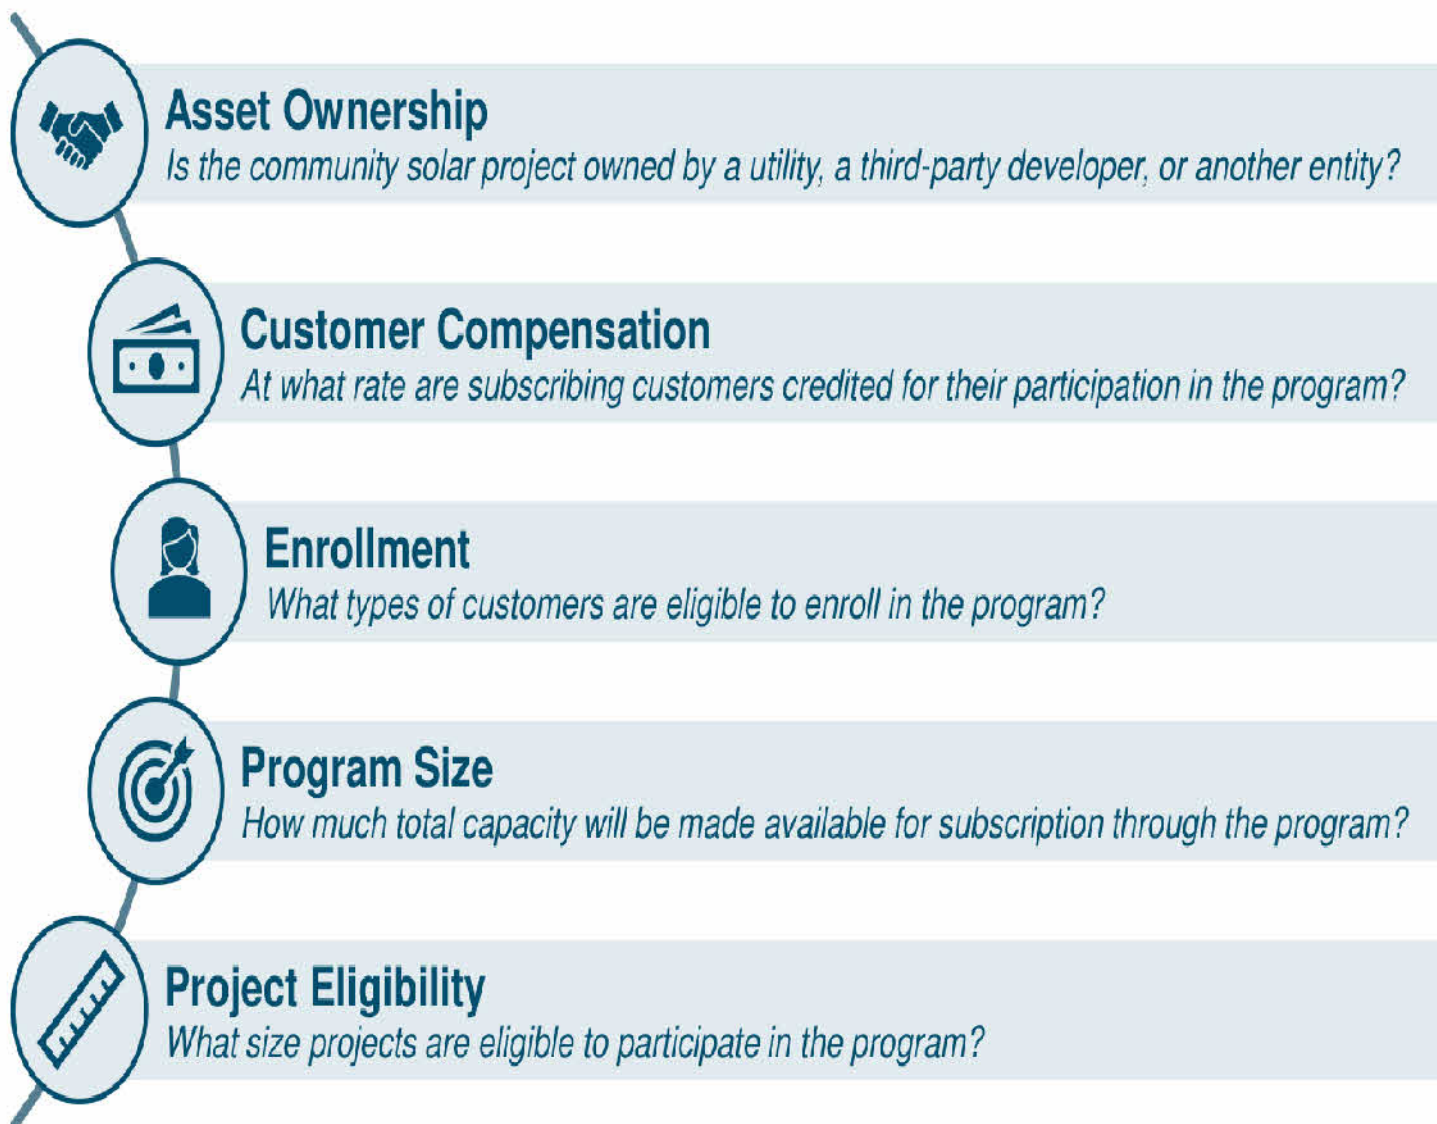 Asset Ownership
Is the community solar project owned by a utility, a third-party developer, or another entity?
Customer Compensation
At what rate are subscribing customers credited for their participation in the program?
Enrollment
What types of customers are eligible to enroll in the program?
Program Size
How much total capacity will be made available for subscription through the program?
Project Eligibility
What size projects are eligible to participate in the program?